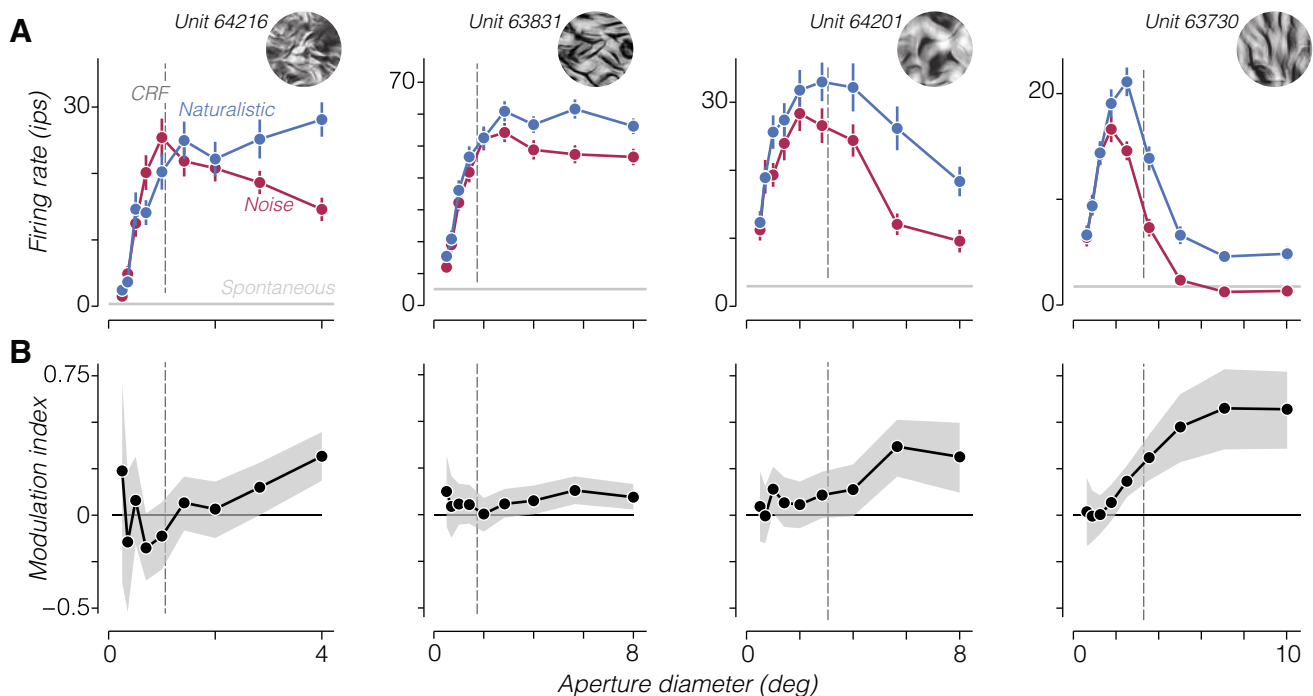 A
Unit 64216
Unit 63831
Unit 64201
Unit 63730
CRF
Naturalistic
Noise
Spontaneous
Firing rate (ips)
30
0
70
0
30
0
20
0
B
Modulation index
0.75
0
−0.5
0
4
0
8
0
8
0
10
Aperture diameter (deg)